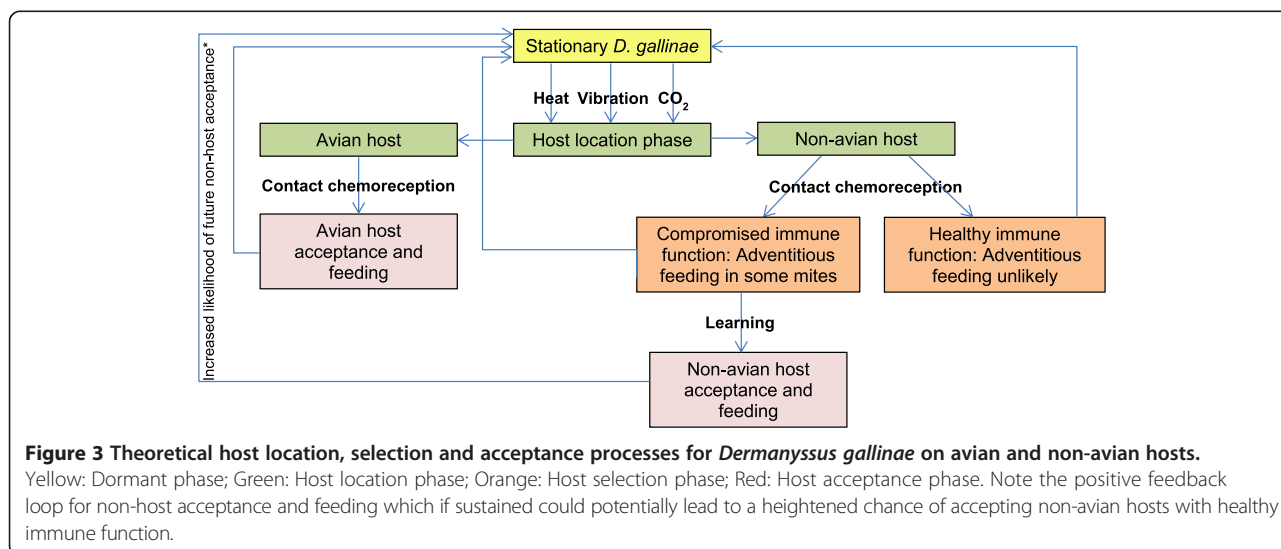 Stationary D. gallinae
Heat Vibration CO₂
Avian host
Host location phase
Non-avian host
Contact chemoreception
Contact chemoreception
Avian host
acceptance and
feeding
Compromised immune
function: Adventitious
feeding in some mites
Healthy immune
function: Adventitious
feeding unlikely
Learning
Non-avian host
acceptance and
feeding
Increased likelihood of future non-host acceptance*
Figure 3 Theoretical host location, selection and acceptance processes for Dermanyssus gallinae on avian and non-avian hosts.
Yellow: Dormant phase; Green: Host location phase; Orange: Host selection phase; Red: Host acceptance phase. Note the positive feedback
loop for non-host acceptance and feeding which if sustained could potentially lead to a heightened chance of accepting non-avian hosts with healthy
immune function.